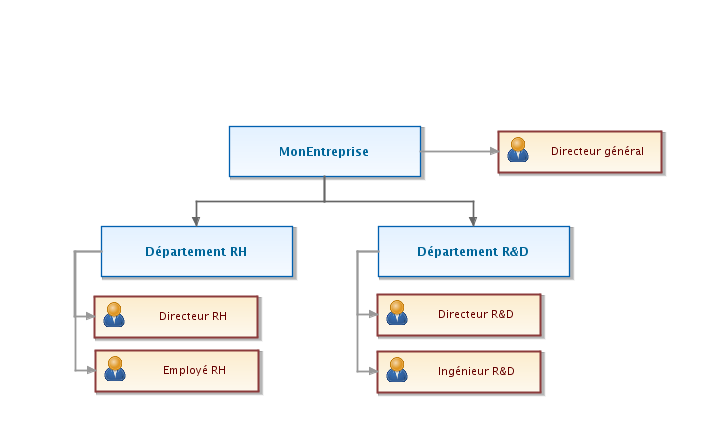 MonEntreprise
Directeur général
Département RH
Département R&D
Directeur RH
Directeur R&D
Employé RH
Ingénieur R&D